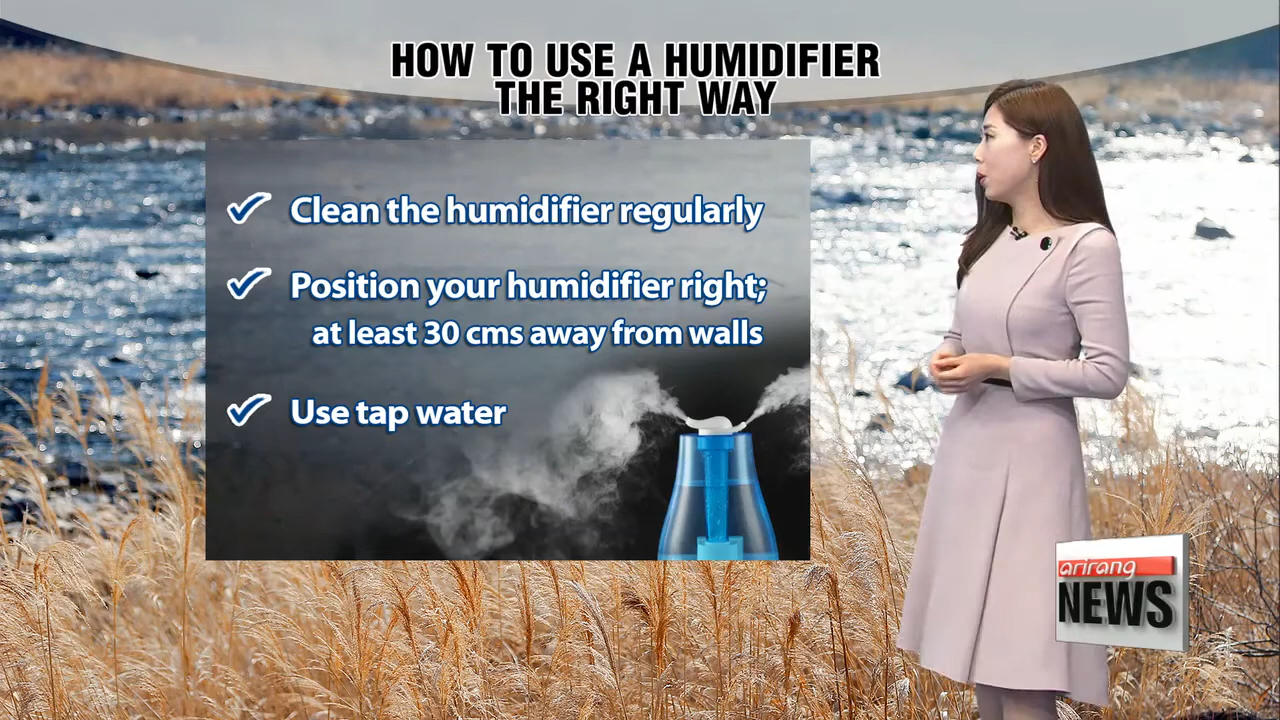 HOW TO USE A HUMIDIFIER
THE RIGHT WAY
Clean the humidifier regularly
Position your humidifier right;
at least 30 cms away from walls
Use tap water
arirang
NEWS